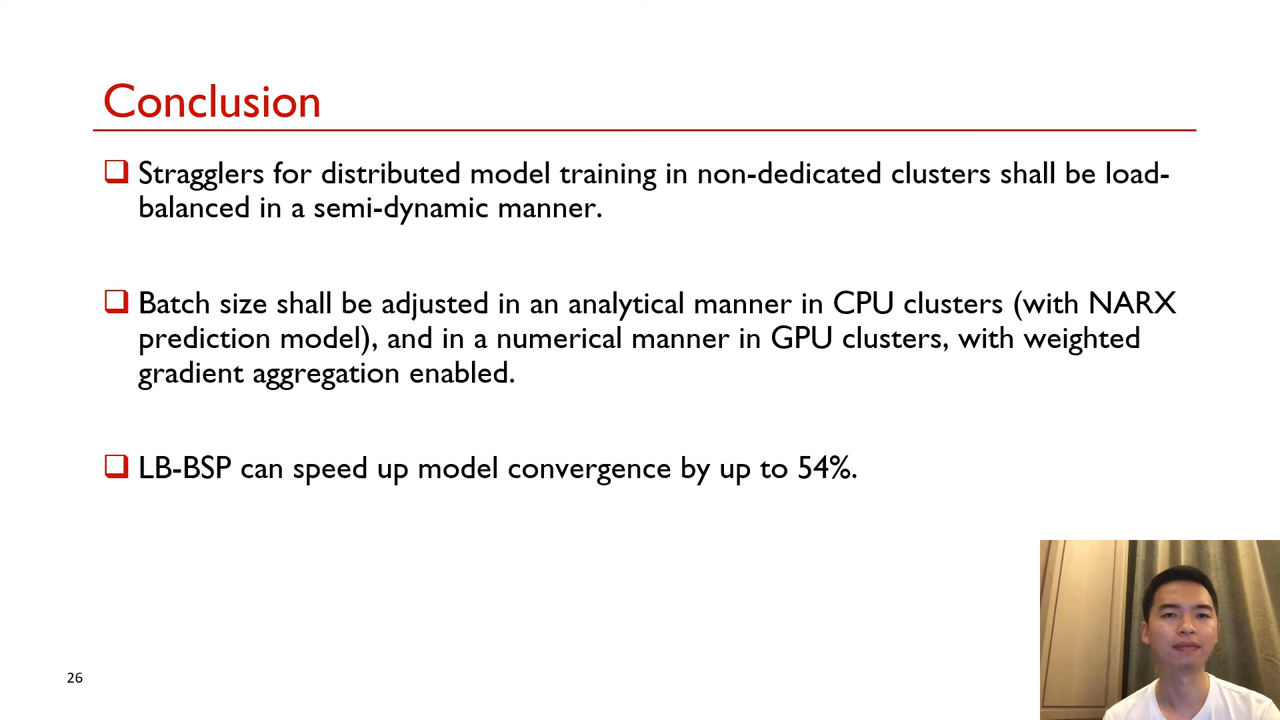 Conclusion
Stragglers for distributed model training in non-dedicated clusters shall be load-
balanced in a semi-dynamic manner.
Batch size shall be adjusted in an analytical manner in CPU clusters (with NARX
prediction model), and in a numerical manner in GPU clusters, with weighted
gradient aggregation enabled.
LB-BSP can speed up model convergence by up to 54%.
26